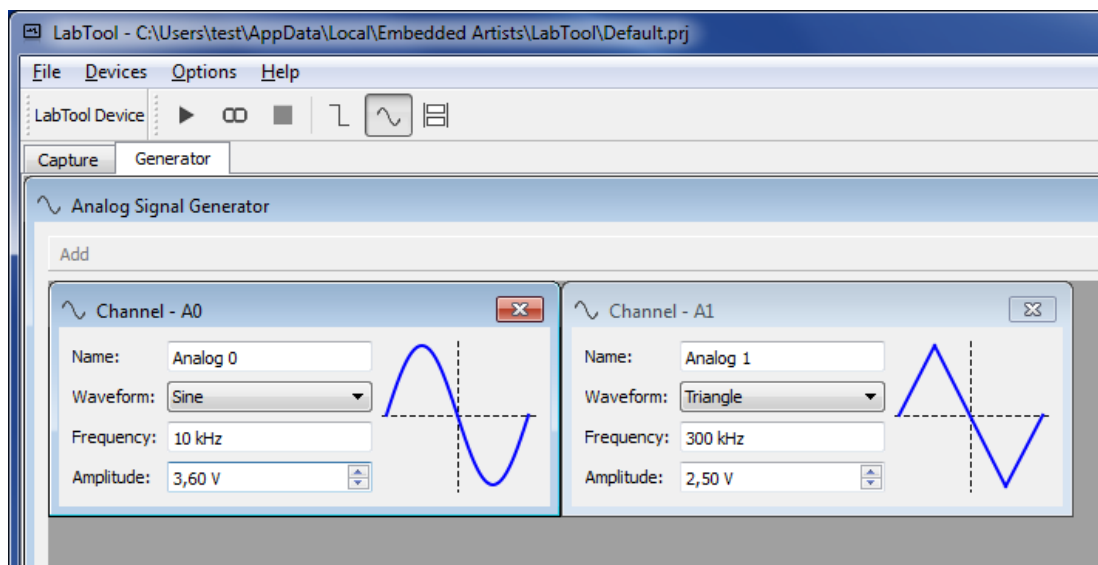 LabTool - C:\Users\test\AppData\Local\Embedded Artists\LabTool\Default.prj
File Devices Options Help
LabTool Device
Capture Generator
Analog Signal Generator
Add
Channel - A0
Name: Analog 0
Waveform: Sine
Frequency: 10 kHz
Amplitude: 3,60 V
Channel - A1
Name: Analog 1
Waveform: Triangle
Frequency: 300 kHz
Amplitude: 2,50 V